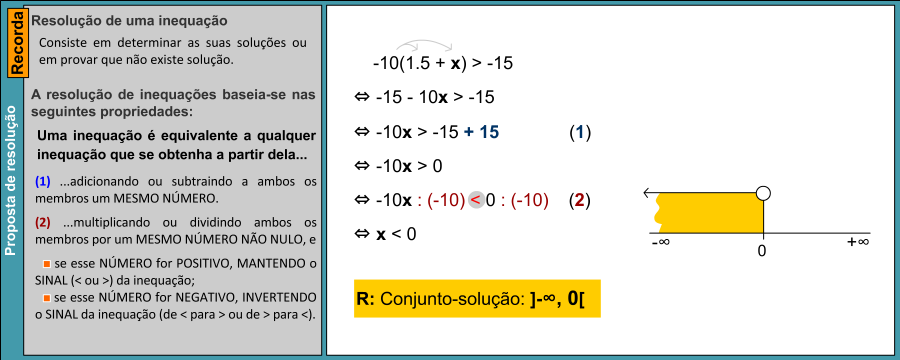 Recorda
Proposta de resolução
Resolução de uma inequação
Consiste em determinar as suas soluções ou
em provar que não existe solução.
A resolução de inequações baseia-se nas
seguintes propriedades:
Uma inequação é equivalente a qualquer
inequação que se obtenha a partir dela...
(1) ...adicionando ou subtraindo a ambos os
membros um MESMO NÚMERO.
(2) ...multiplicando ou dividindo ambos os
membros por um MESMO NÚMERO NÃO NULO, e
se esse NÚMERO for POSITIVO, MANTENDO o
SINAL (< ou >) da inequação;
se esse NÚMERO for NEGATIVO, INVERTENDO
o SINAL da inequação (de < para > ou de > para <).
-10(1.5 + x) > -15
⇔ -15 - 10x > -15
⇔ -10x > -15 + 15 (1)
⇔ -10x > 0
⇔ -10x : (-10) < 0 : (-10) (2)
⇔ x < 0
R: Conjunto-solução: ]-∞, 0[
-∞ 0 +∞